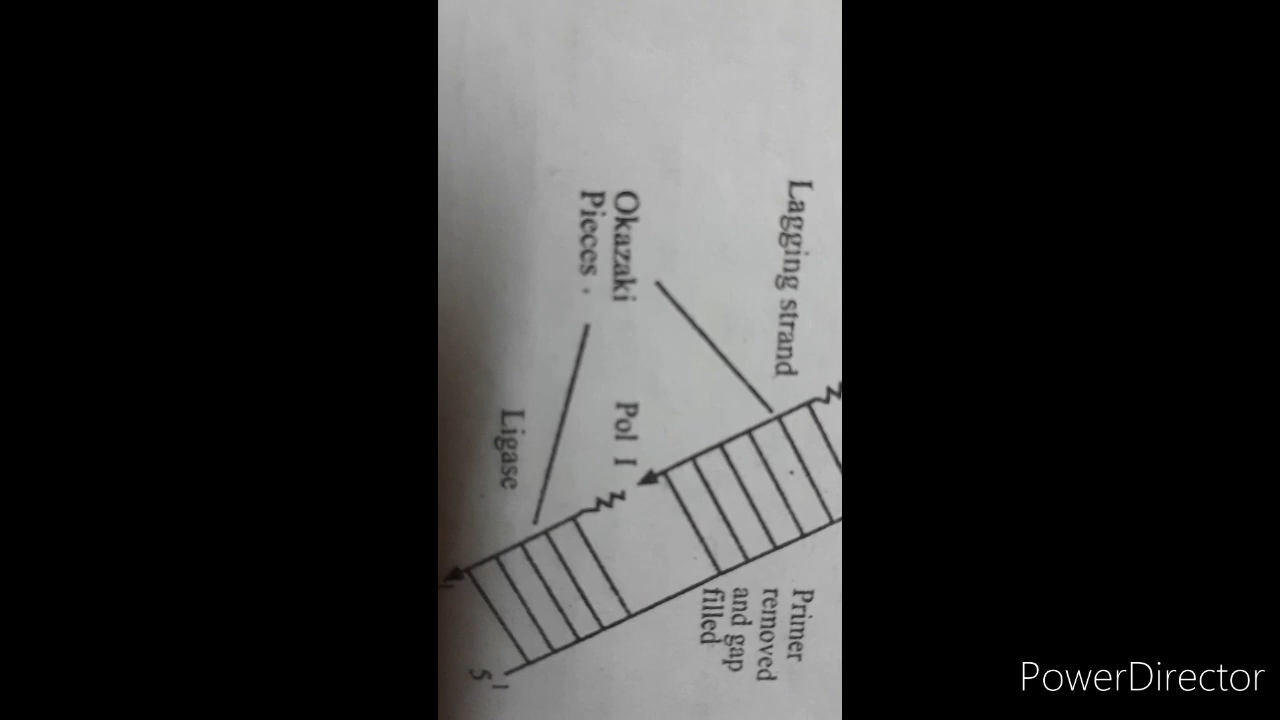 Lagging strand
Okazaki
Pieces .
Pol I
Ligase
Primer
removed
and gap
filled
5'
PowerDirector